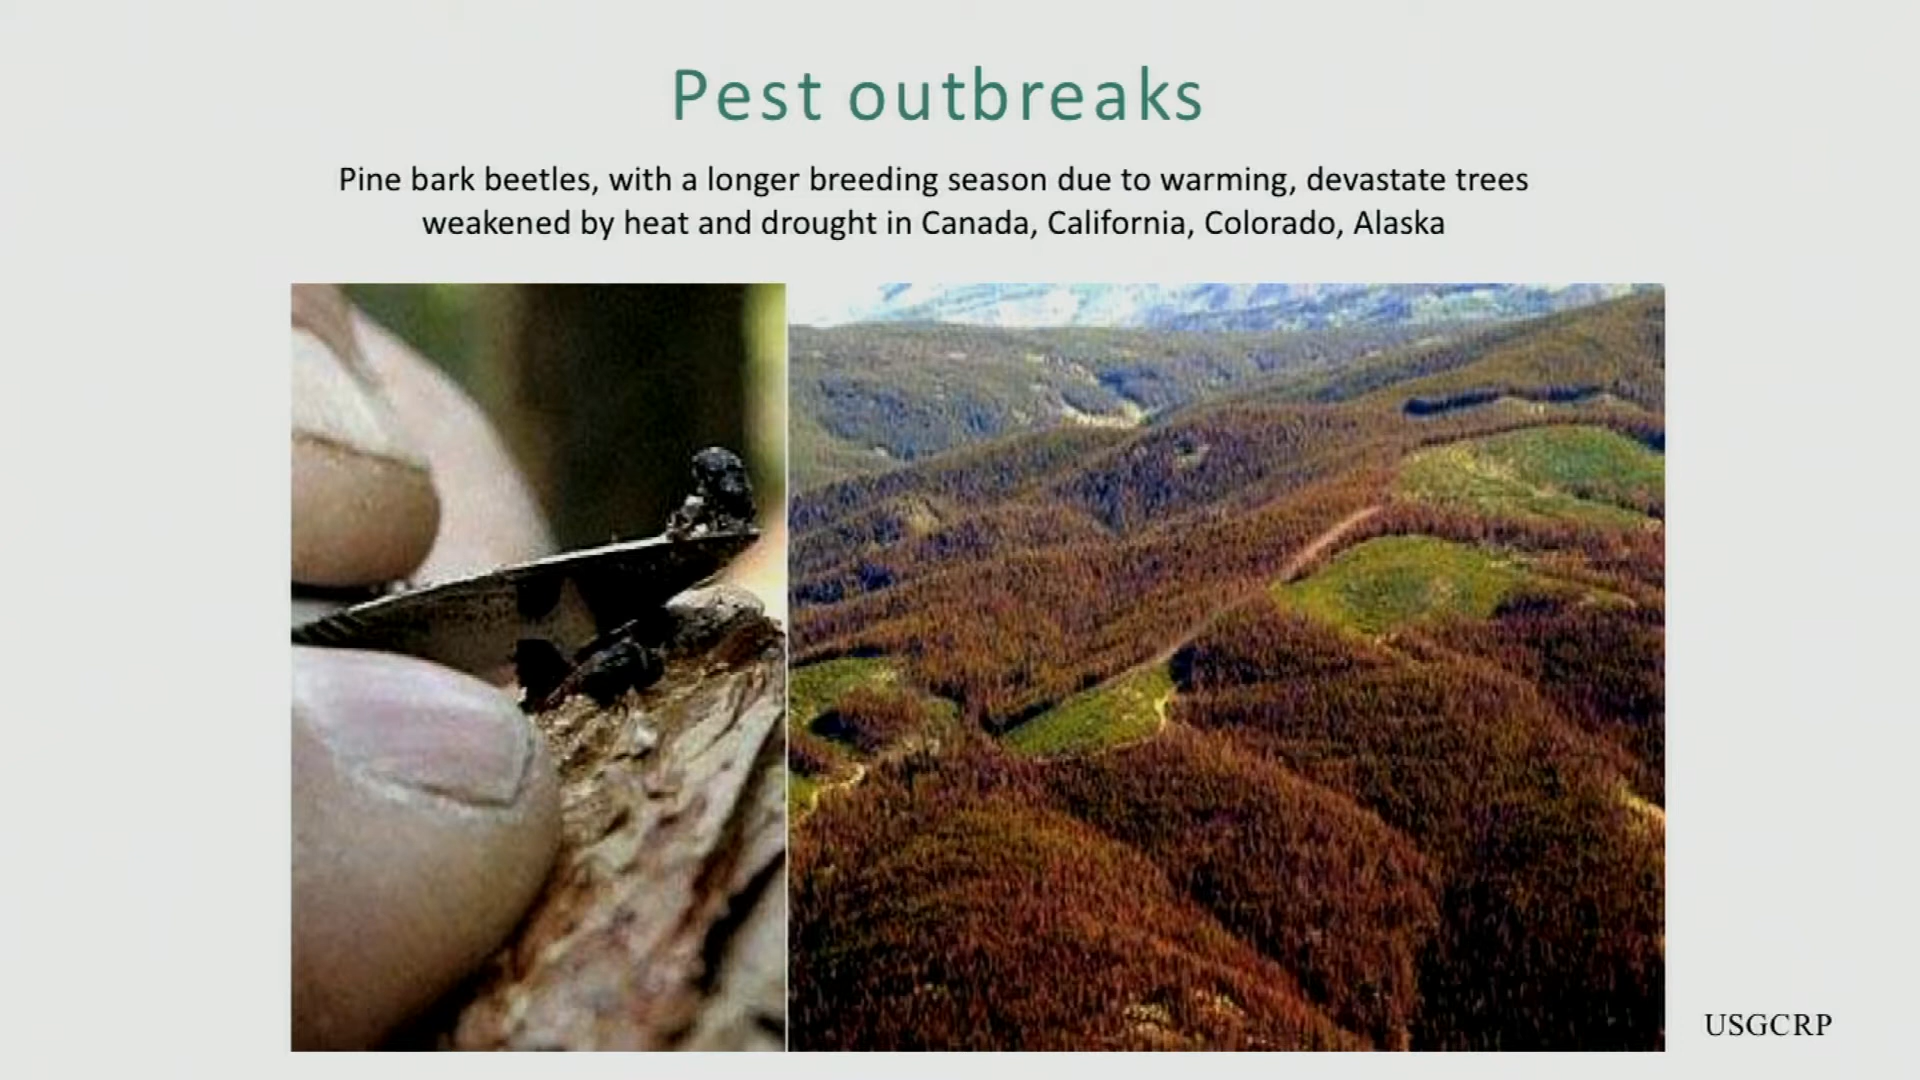 Pest outbreaks
Pine bark beetles, with a longer breeding season due to warming, devastate trees
weakened by heat and drought in Canada, California, Colorado, Alaska
USGCRP